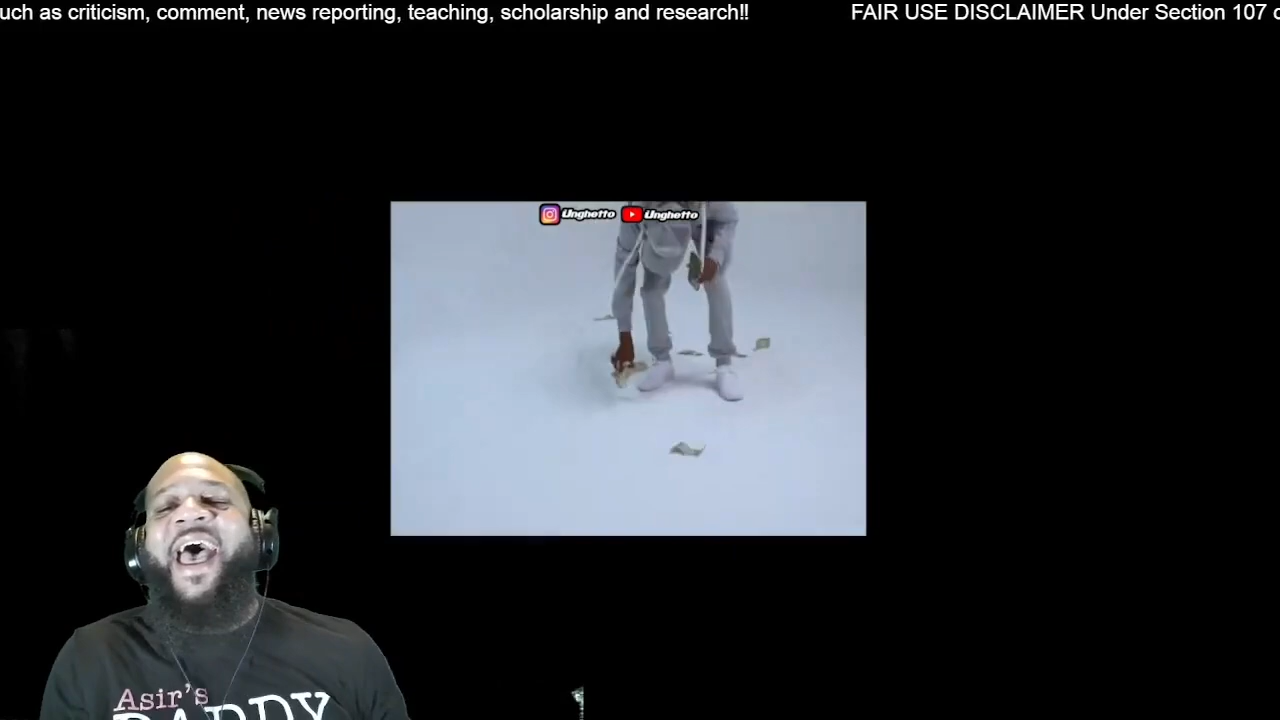 uch as criticism, comment, news reporting, teaching, scholarship and research!! FAIR USE DISCLAIMER Under Section 107 o
Unghetto Unghetto
Asir's
DADDY